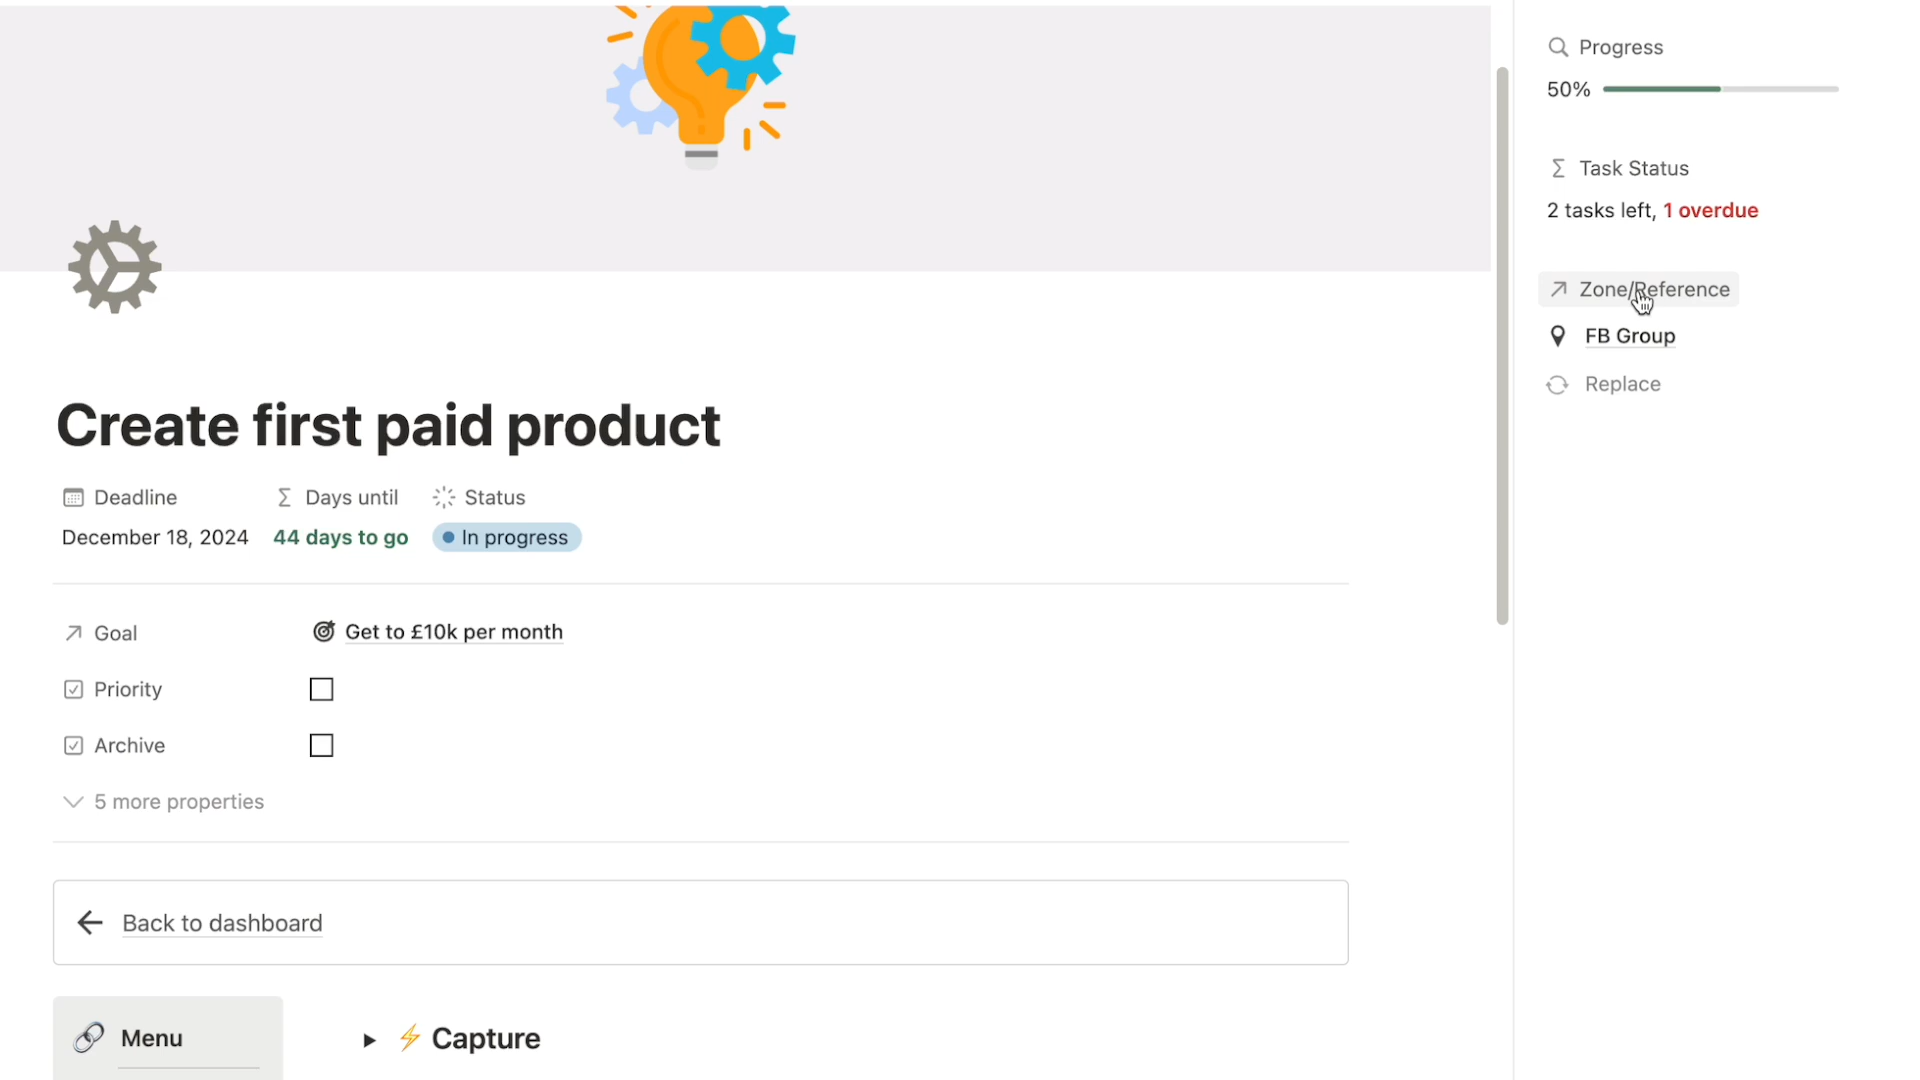 Progress
50%
Task Status
2 tasks left, 1 overdue
Zone/Reference
FB Group
Replace
Create first paid product
Deadline Days until Status
December 18, 2024 44 days to go In progress
Goal Get to £10k per month
Priority
Archive
5 more properties
Back to dashboard
Menu
Capture